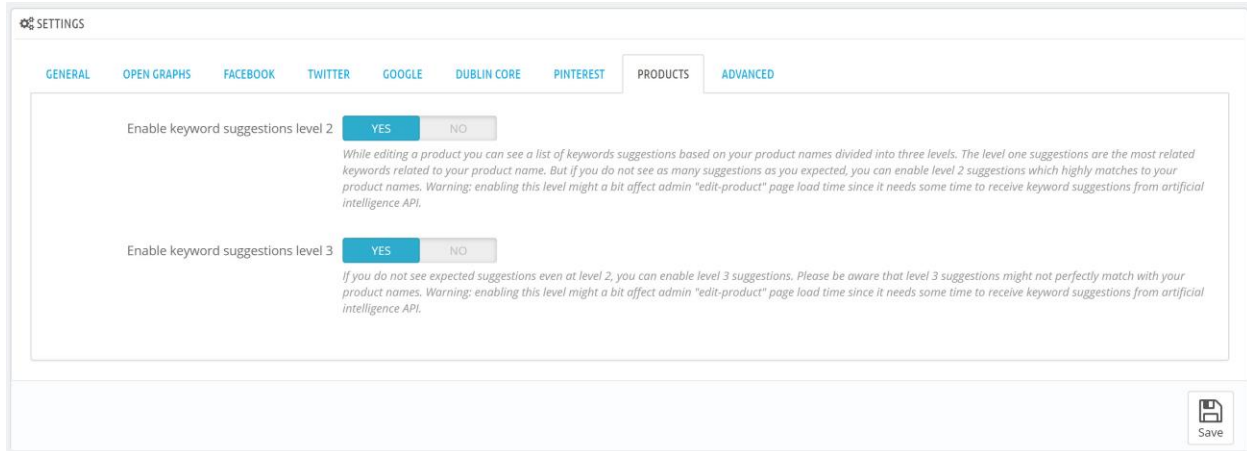 SETTINGS
GENERAL OPEN GRAPHS FACEBOOK TWITTER GOOGLE DUBLIN CORE PINTEREST PRODUCTS ADVANCED
Enable keyword suggestions level 2 YES NO
While editing a product you can see a list of keywords suggestions based on your product names divided into three levels. The level one suggestions are the most related
keywords related to your product name. But if you do not see as many suggestions as you expected, you can enable level 2 suggestions which highly matches to your
product names. Warning: enabling this level might a bit affect admin "edit-product" page load time since it needs some time to receive keyword suggestions from artificial
intelligence API.
Enable keyword suggestions level 3 YES NO
If you do not see expected suggestions even at level 2, you can enable level 3 suggestions. Please be aware that level 3 suggestions might not perfectly match with your
product names. Warning: enabling this level might a bit affect admin "edit-product" page load time since it needs some time to receive keyword suggestions from artificial
intelligence API.
Save